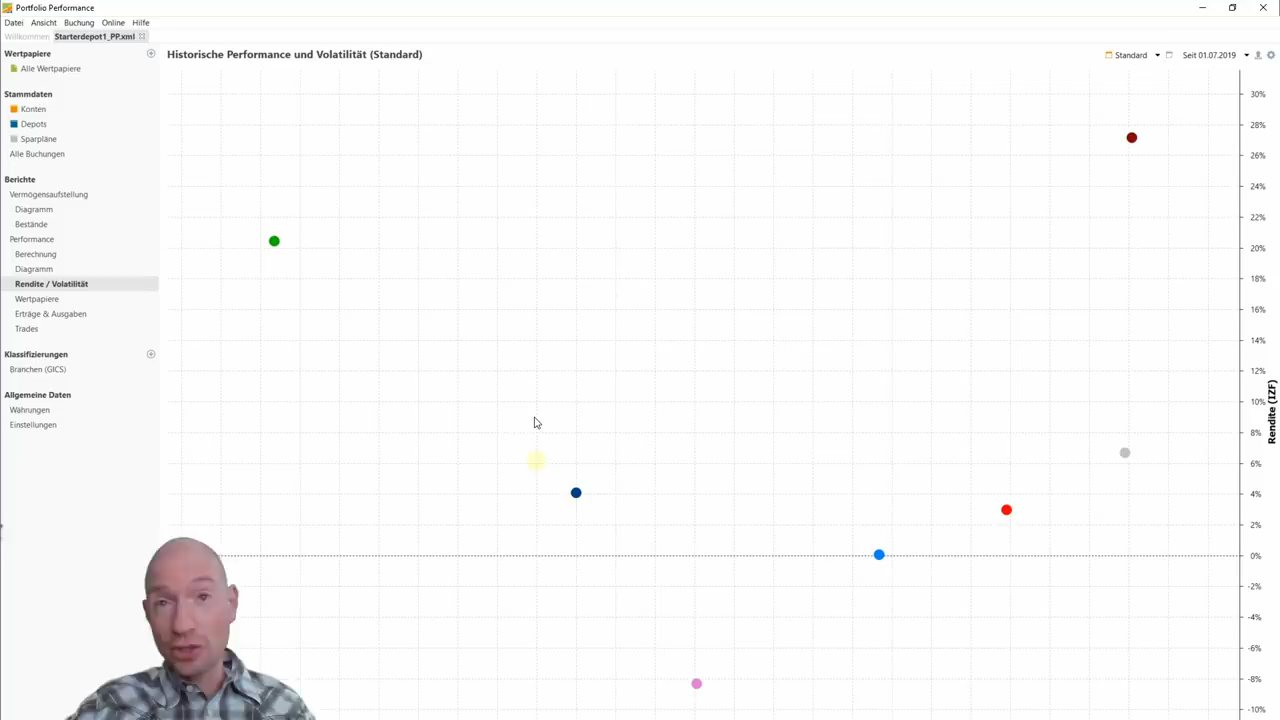 Portfolio Performance
Datei Ansicht Buchung Online Hilfe
Willkommen Starterdepot1_PP.xml
Wertpapiere
Alle Wertpapiere
Stammdaten
Konten
Depots
Sparpläne
Alle Buchungen
Berichte
Vermögensaufstellung
Diagramm
Bestände
Performance
Berechnung
Diagramm
Rendite / Volatilität
Wertpapiere
Erträge & Ausgaben
Trades
Klassifizierungen
Branchen (GICS)
Allgemeine Daten
Währungen
Einstellungen
Historische Performance und Volatilität (Standard)
Standard Seit 01.07.2019
30%
28%
26%
24%
22%
20%
18%
16%
14%
12%
10%
8%
6%
4%
2%
0%
-2%
-4%
-6%
-8%
-10%
Rendite (IZF)